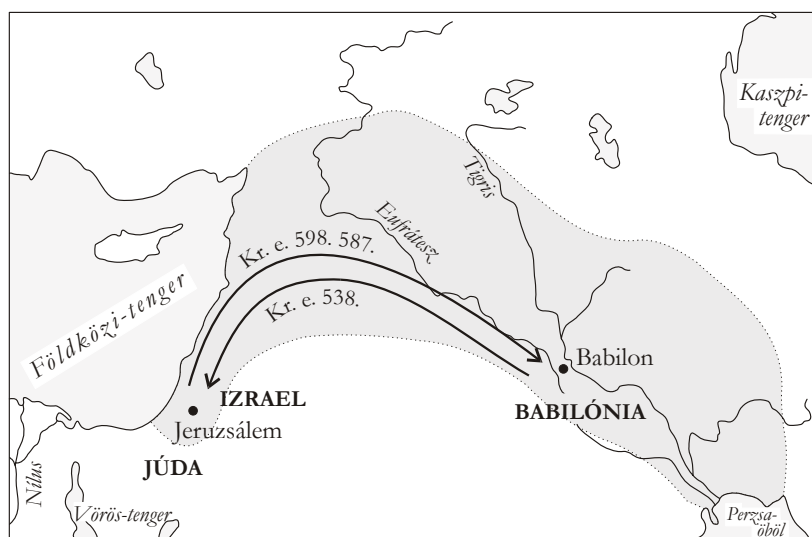 Kaszpi-
tenger
Tigris
Eufrátesz
Kr. e. 598. 587.
Kr. e. 538.
Földközi-tenger
Babilon
IZRAEL
BABILÓNIA
Jeruzsálem
JÚDA
Nílus
Vörös-tenger
Perzsa-
öböl